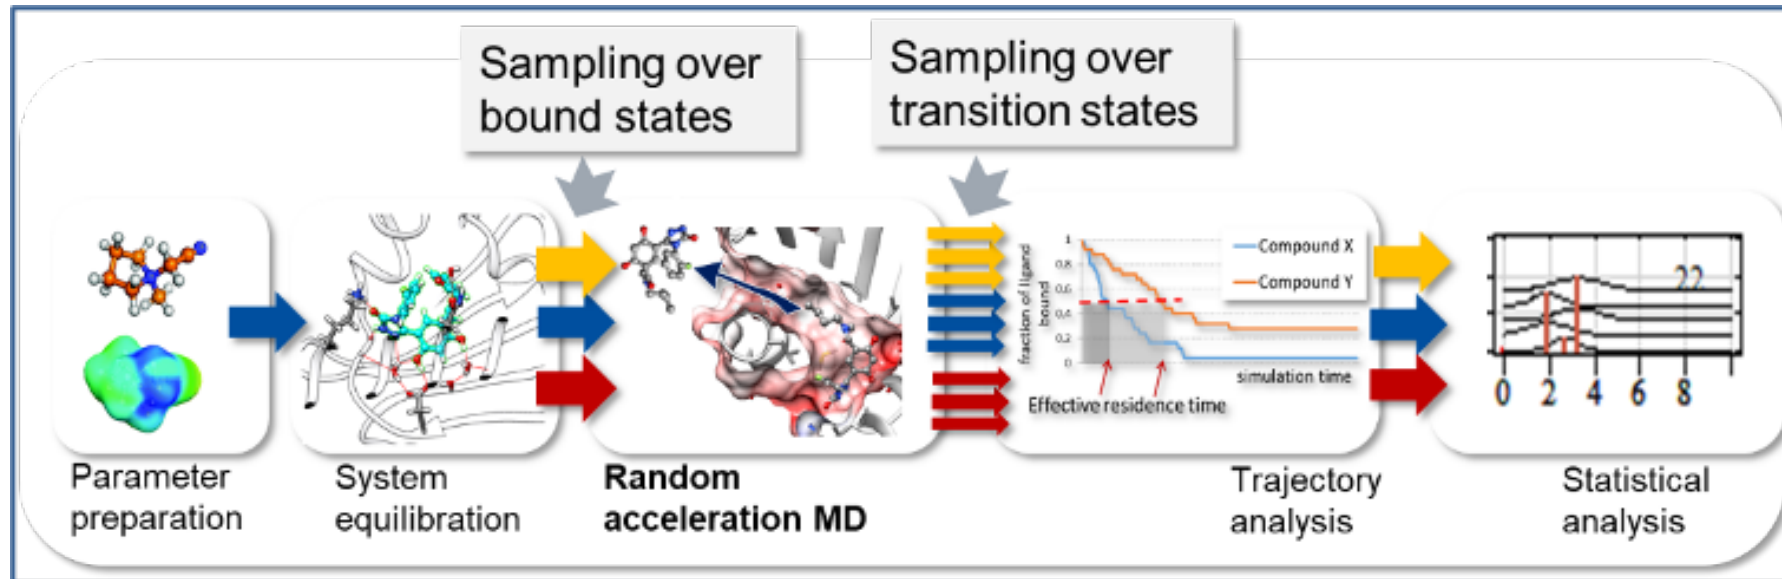 Sampling over
bound states
Sampling over
transition states
1
0.8
0.6
0.4
0.2
0
fraction of ligand
bound
Compound X
Compound Y
simulation time
Effective residence time
22
0 2 4 6 8
Parameter
preparation
System
equilibration
Random
acceleration MD
Trajectory
analysis
Statistical
analysis